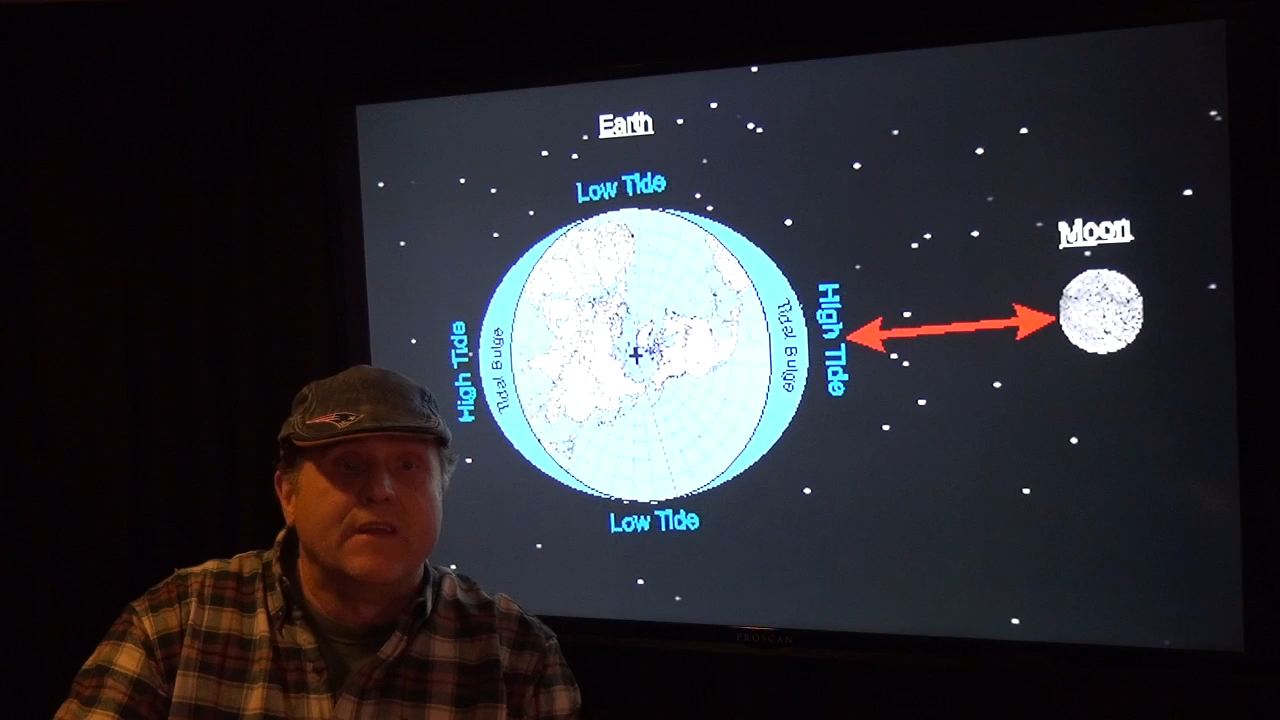 Earth
Low Tide
Moon
High Tide
Tidal Bulge
Tidal Bulge
High Tide
Low Tide
PROSCAN